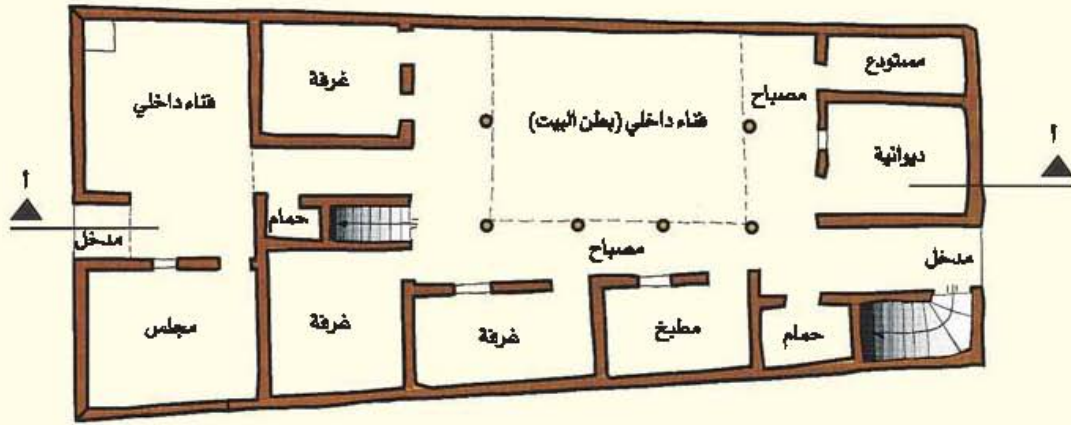 مستودع
غرفة
مصباح
فناء داخلي
فناء داخلي (بطن البيت)
ديوانية
أ
أ
حمام
مدخل
مصباح
مدخل
مجلس
غرفة
غرفة
مطبخ
حمام